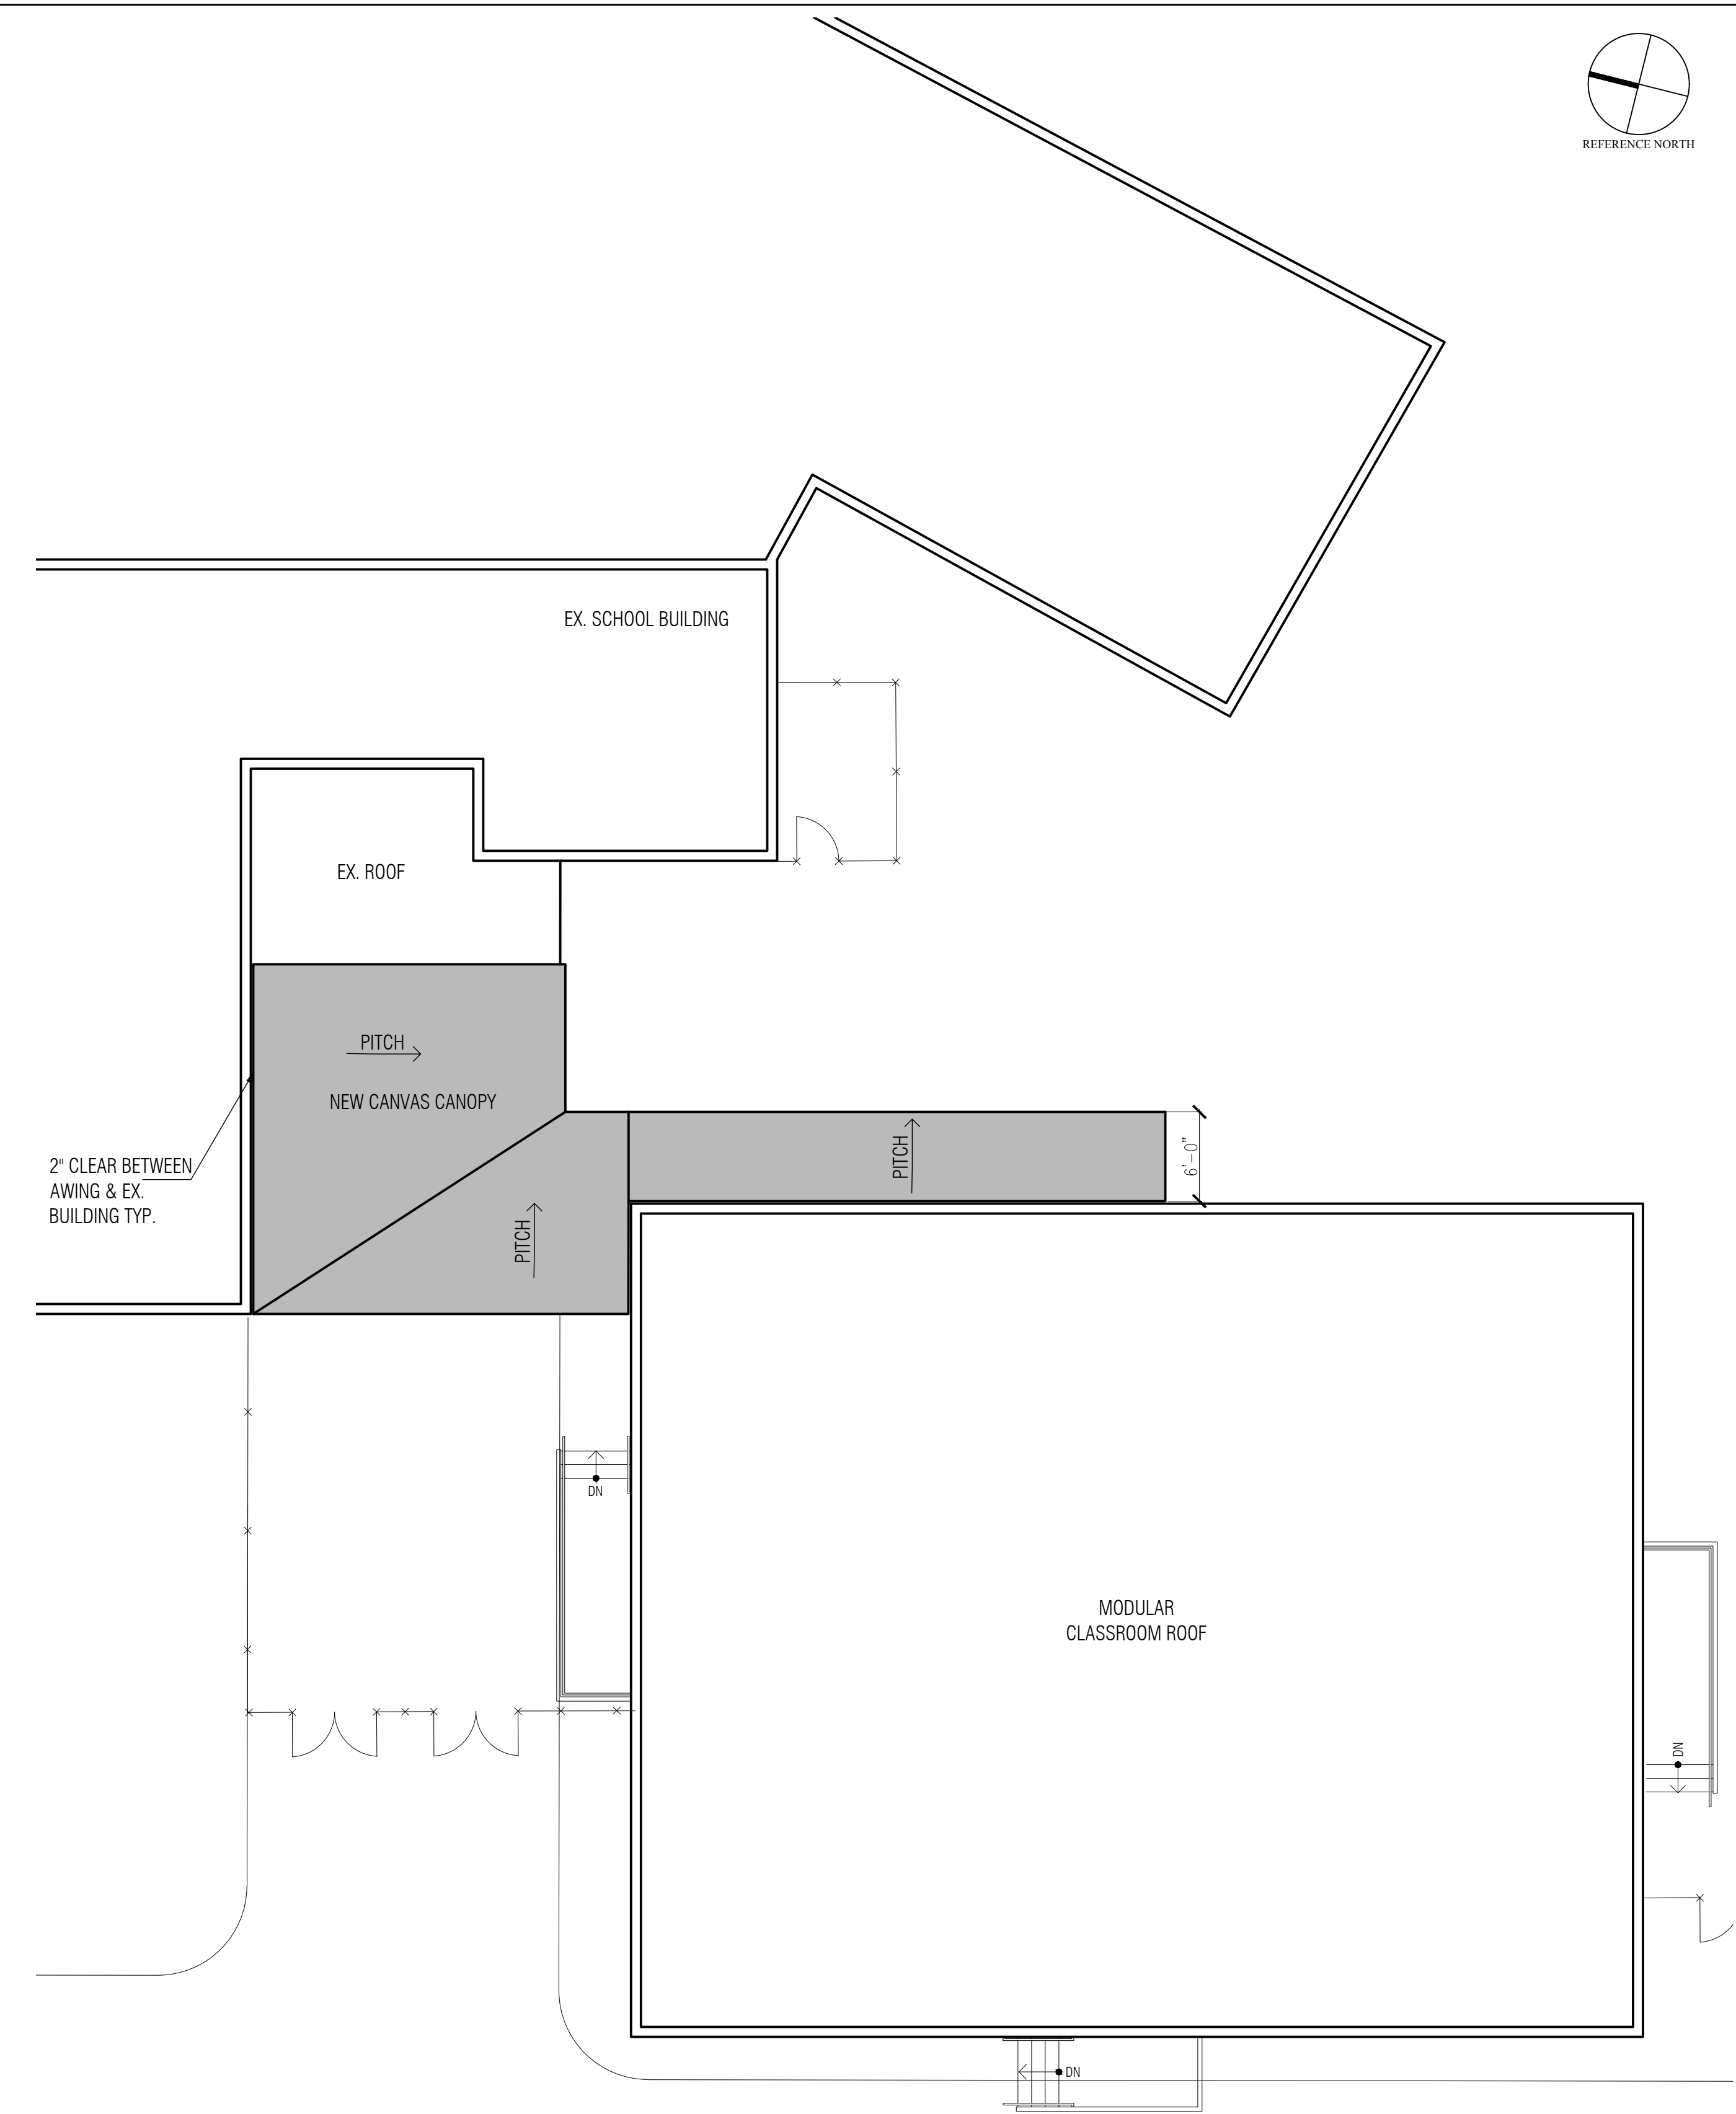 REFERENCE NORTH
EX. SCHOOL BUILDING
EX. ROOF
PITCH
NEW CANVAS CANOPY
2" CLEAR BETWEEN
AWING & EX.
BUILDING TYP.
PITCH
6'-0"
PITCH
DN
MODULAR
CLASSROOM ROOF
DN
DN